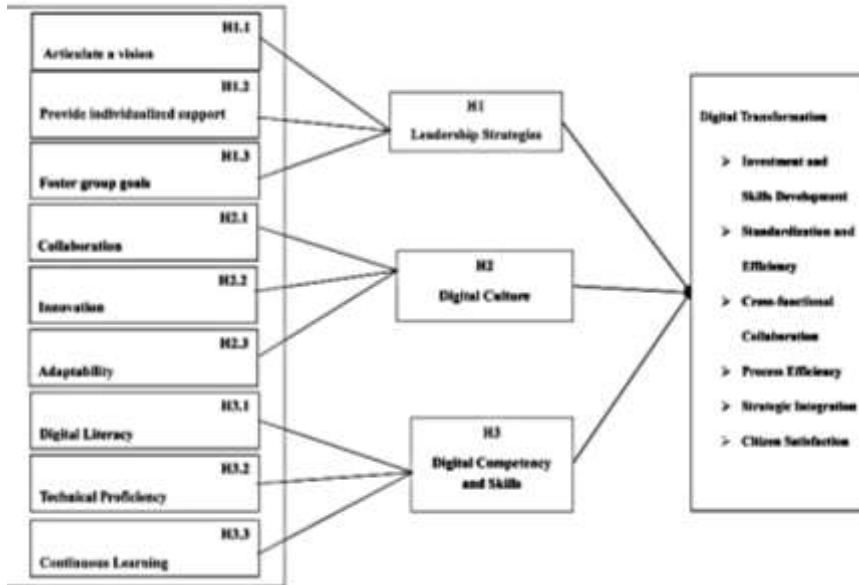 H1.1
Articulate a vision
H1.2
Provide individualized support
H1.3
Foster group goals
H2.1
Collaboration
H2.2
Innovation
H2.3
Adaptability
H3.1
Digital Literacy
H3.2
Technical Proficiency
H3.3
Continuous Learning
H1
Leadership Strategies
H2
Digital Culture
H3
Digital Competency
and Skills
Digital Transformation
➢ Investment and
Skills Development
➢ Standardization and
Efficiency
➢ Cross-functional
Collaboration
➢ Process Efficiency
➢ Strategic Integration
➢ Citizen Satisfaction